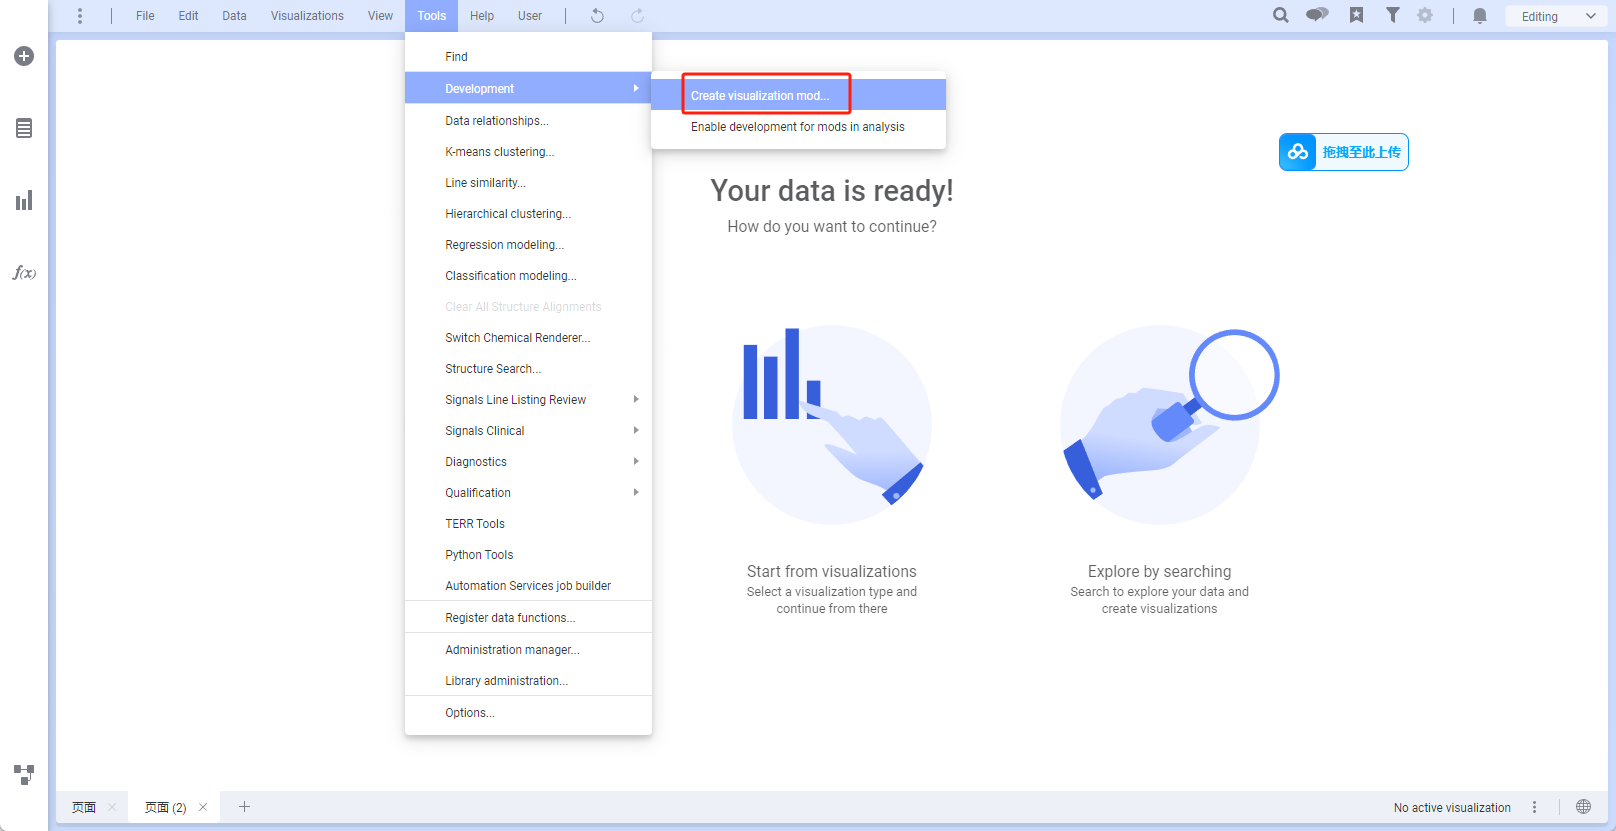 File Edit Data Visualizations View Tools Help User Editing
Find
Development
Create visualization mod...
Enable development for mods in analysis
Data relationships...
K-means clustering...
Line similarity...
Hierarchical clustering...
Regression modeling...
Classification modeling...
Clear All Structure Alignments
Switch Chemical Renderer...
Structure Search...
Signals Line Listing Review
Signals Clinical
Diagnostics
Qualification
TERR Tools
Python Tools
Automation Services job builder
Register data functions...
Administration manager...
Library administration...
Options...
拖拽至此上传
Your data is ready!
How do you want to continue?
Start from visualizations
Select a visualization type and
continue from there
Explore by searching
Search to explore your data and
create visualizations
f(x)
页面 页面 (2) No active visualization